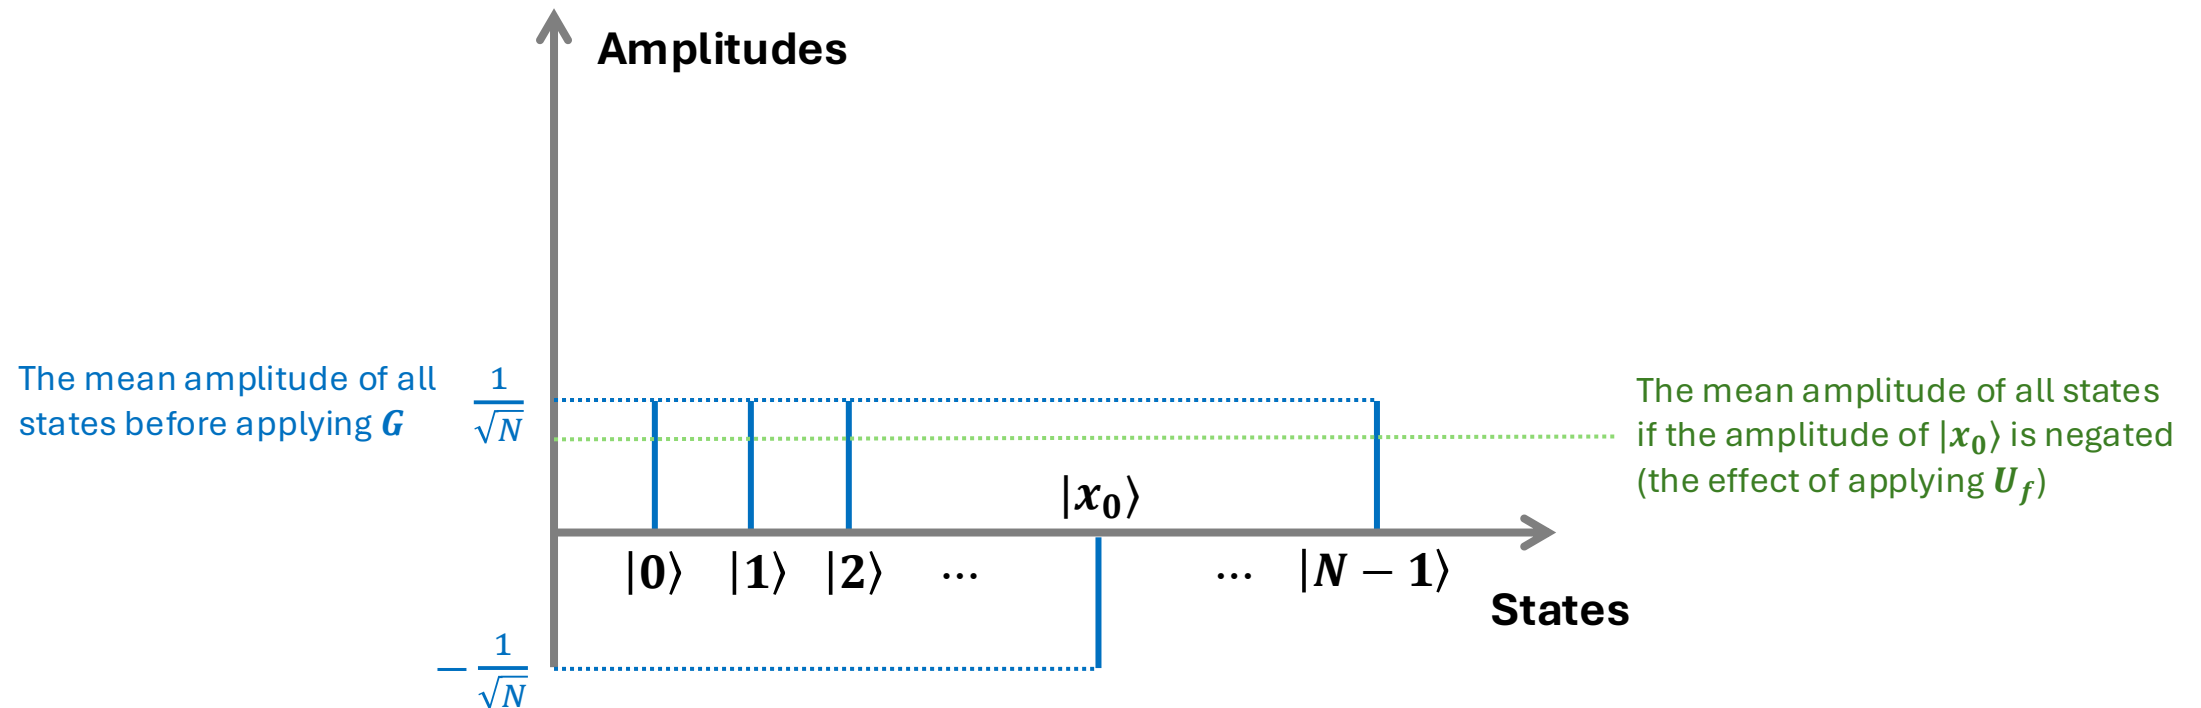 Amplitudes
The mean amplitude of all
states before applying G
1
√N
The mean amplitude of all states
if the amplitude of |x₀⟩ is negated
(the effect of applying U_f)
|x₀⟩
|0⟩ |1⟩ |2⟩ ... ... |N − 1⟩
States
− 1
√N